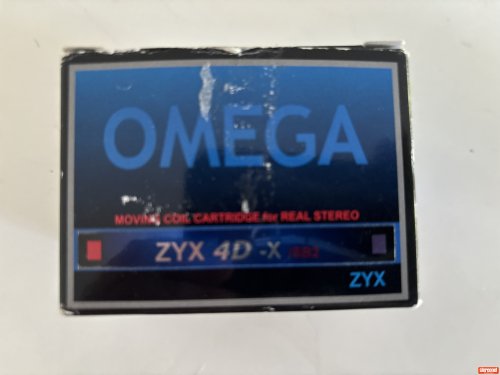 OMEGA
MOVING COIL CARTRIDGE for REAL STEREO
ZYX 4D -X
ZYX